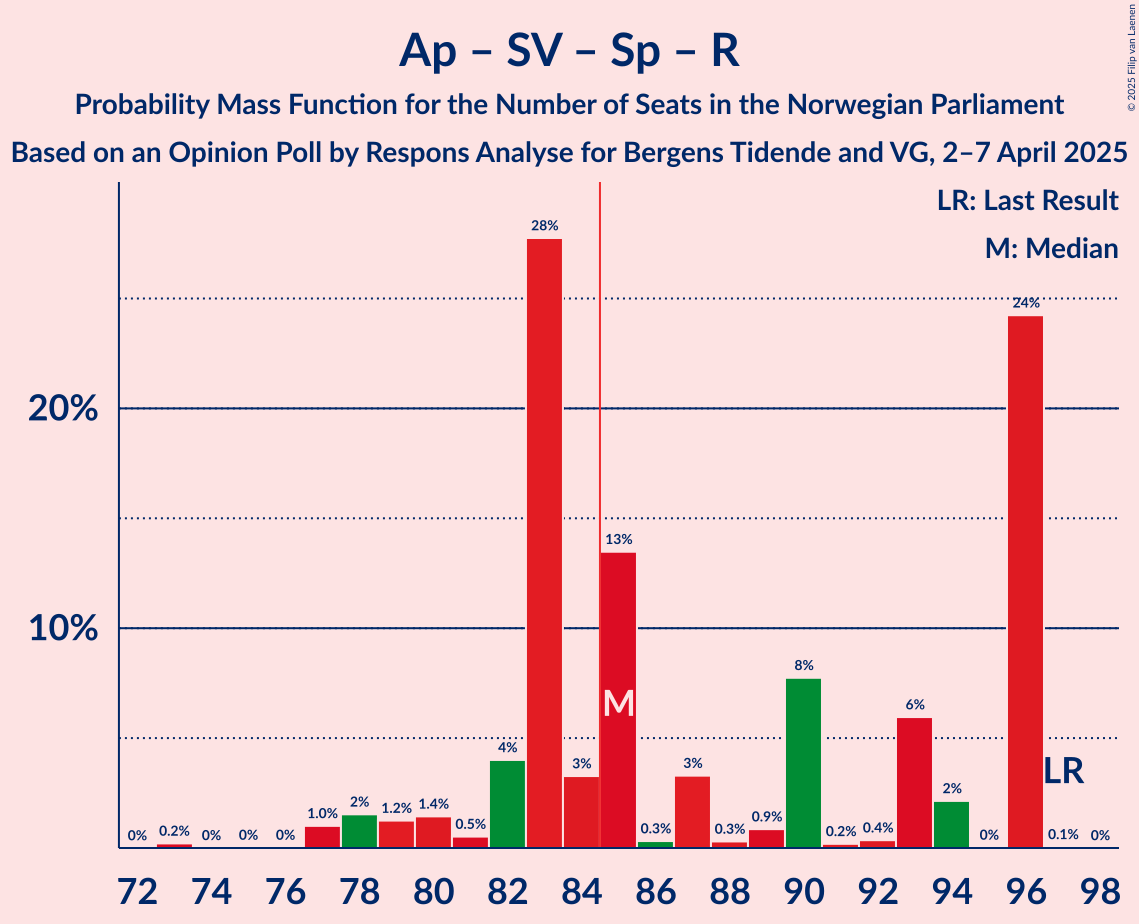 Ap – SV – Sp – R
Probability Mass Function for the Number of Seats in the Norwegian Parliament
Based on an Opinion Poll by Respons Analyse for Bergens Tidende and VG, 2–7 April 2025
© 2025 Filip van Laenen
LR: Last Result
M: Median
20%
10%
0% 0.2% 0% 0% 0% 1.0% 2% 1.2% 1.4% 0.5% 4% 28% 3% 13% 0.3% 3% 0.3% 0.9% 8% 0.2% 0.4% 6% 2% 0% 24% 0.1% 0%
M
LR
72 74 76 78 80 82 84 86 88 90 92 94 96 98